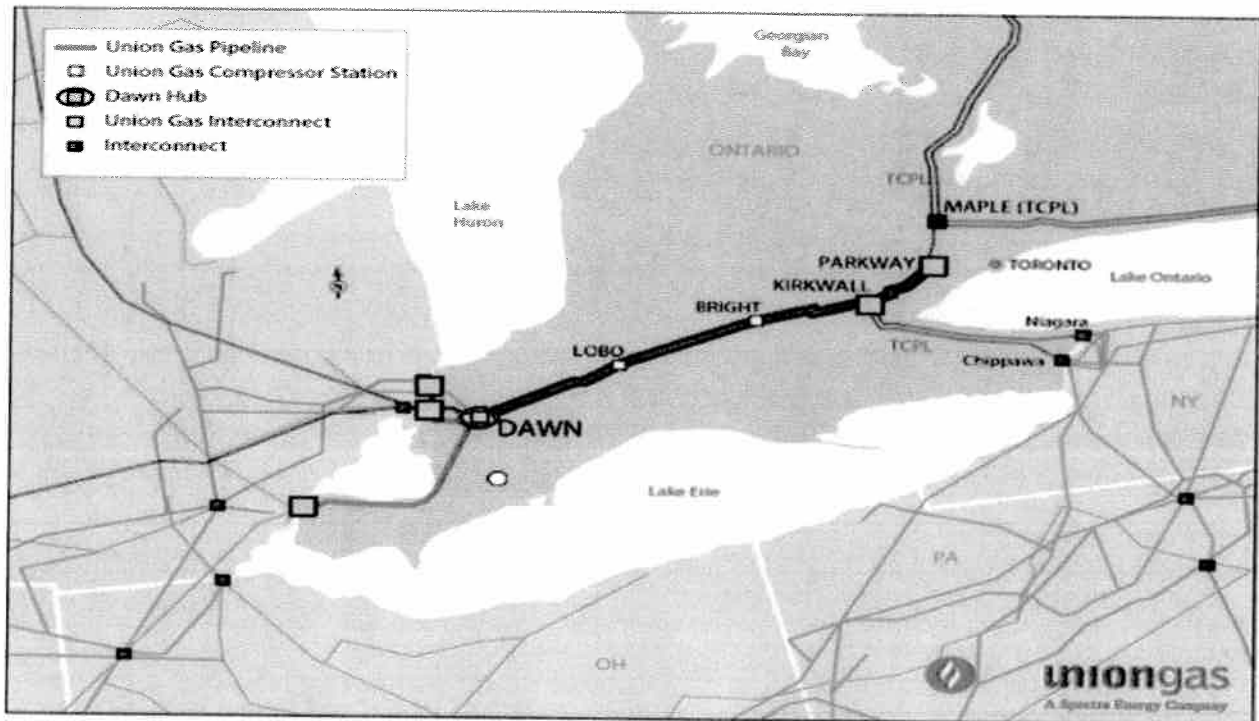 Union Gas Pipeline
Union Gas Compressor Station
Dawn Hub
Union Gas Interconnect
Interconnect
Georgian
Bay
ONTARIO
TCPL
Lake
Huron
MAPLE (TCPL)
PARKWAY
TORONTO
Lake Ontario
KIRKWALL
BRIGHT
Niagara
TCPL
LOBO
Chippawa
NY
DAWN
Lake Erie
PA
OH
uniongas
A Spectra Energy Company